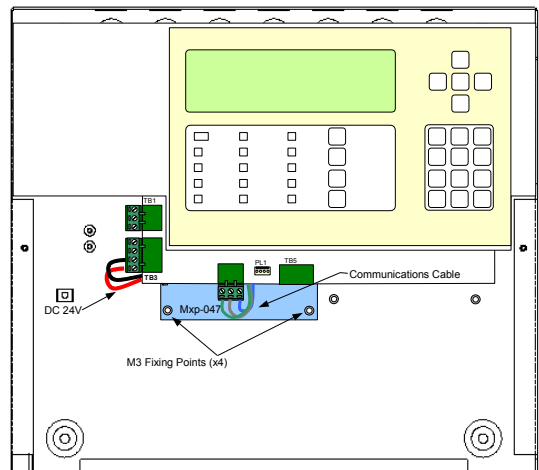 TB1
TB3
PL1
TB5
Communications Cable
DC 24V
Mxp-047
M3 Fixing Points (x4)